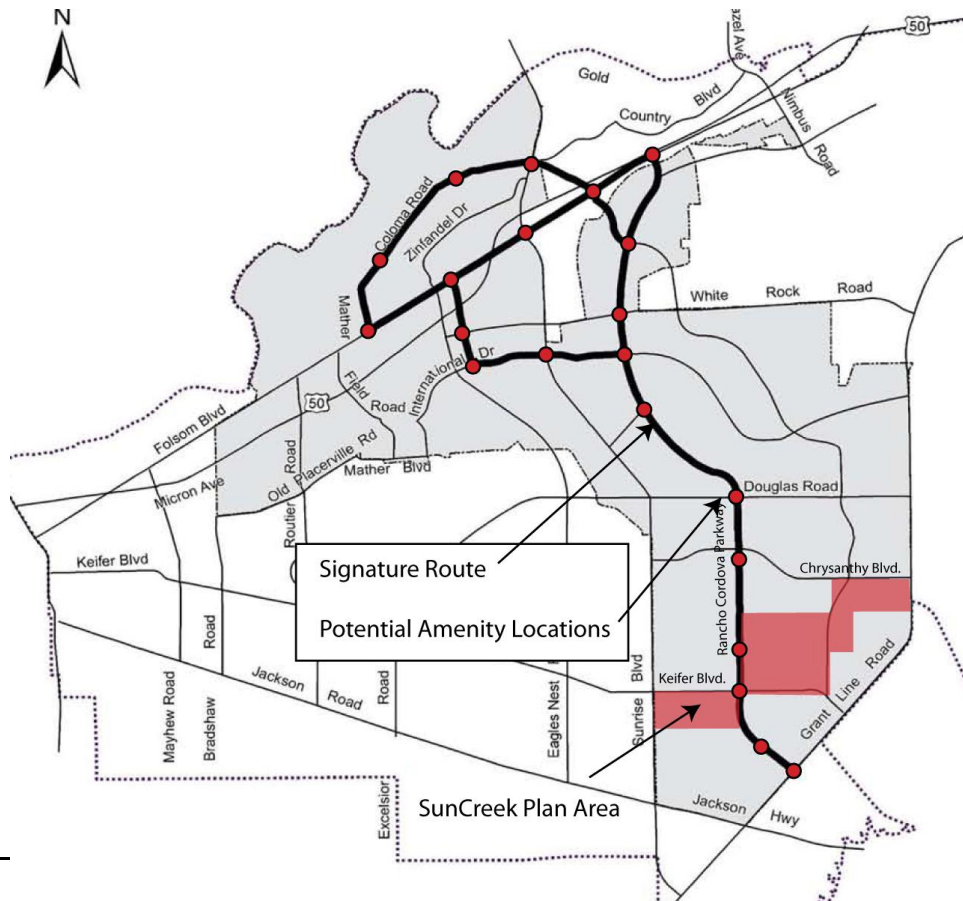 N
50
azel Ave
Gold
Country Blvd
Nimbus Road
Coloma Road
Zinfandel Dr
Mather
White Rock Road
International Dr
Field Road
50
Folsom Blvd
Micron Ave
Routier Road
Old Placerville Rd
Mather Blvd
Douglas Road
Rancho Cordova Parkway
Keifer Blvd
Signature Route
Potential Amenity Locations
Chrysanthy Blvd.
Keifer Blvd.
Grant Line Road
Jackson Road
Mayhew Road
Bradshaw Road
Road
Excelsior
Eagles Nest
Sunrise Blvd
SunCreek Plan Area
Jackson Hwy